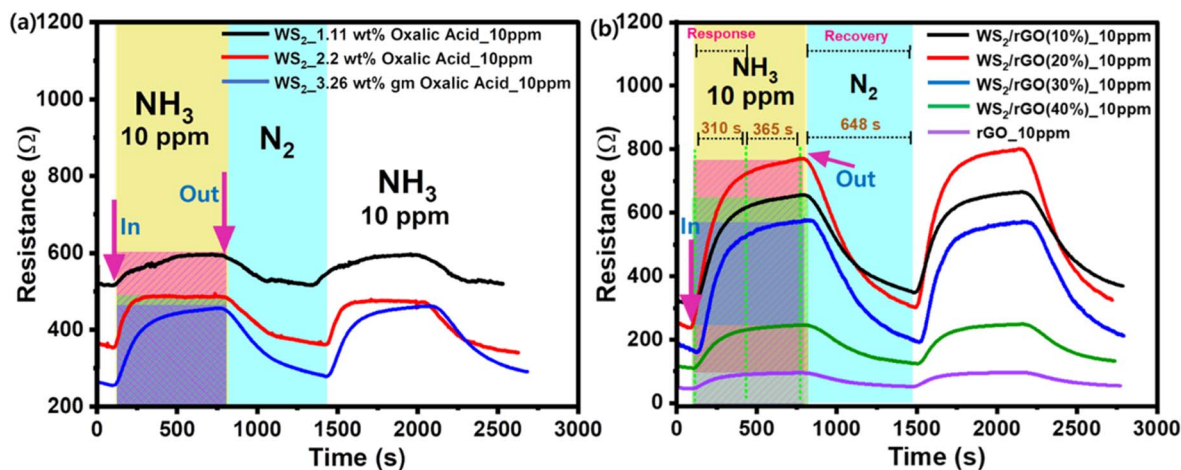 (a)
1200
1000
800
600
400
200
Resistance (Ω)
WS2_1.11 wt% Oxalic Acid_10ppm
WS2_2.2 wt% Oxalic Acid_10ppm
WS2_3.26 wt% gm Oxalic Acid_10ppm
NH3
10 ppm
N2
Out
In
NH3
10 ppm
0 500 1000 1500 2000 2500 3000
Time (s)
(b)
1200
1000
800
600
400
200
0
Resistance (Ω)
Response
Recovery
NH3
10 ppm
N2
310 s
365 s
648 s
Out
In
WS2/rGO(10%)_10ppm
WS2/rGO(20%)_10ppm
WS2/rGO(30%)_10ppm
WS2/rGO(40%)_10ppm
rGO_10ppm
0 500 1000 1500 2000 2500 3000
Time (s)